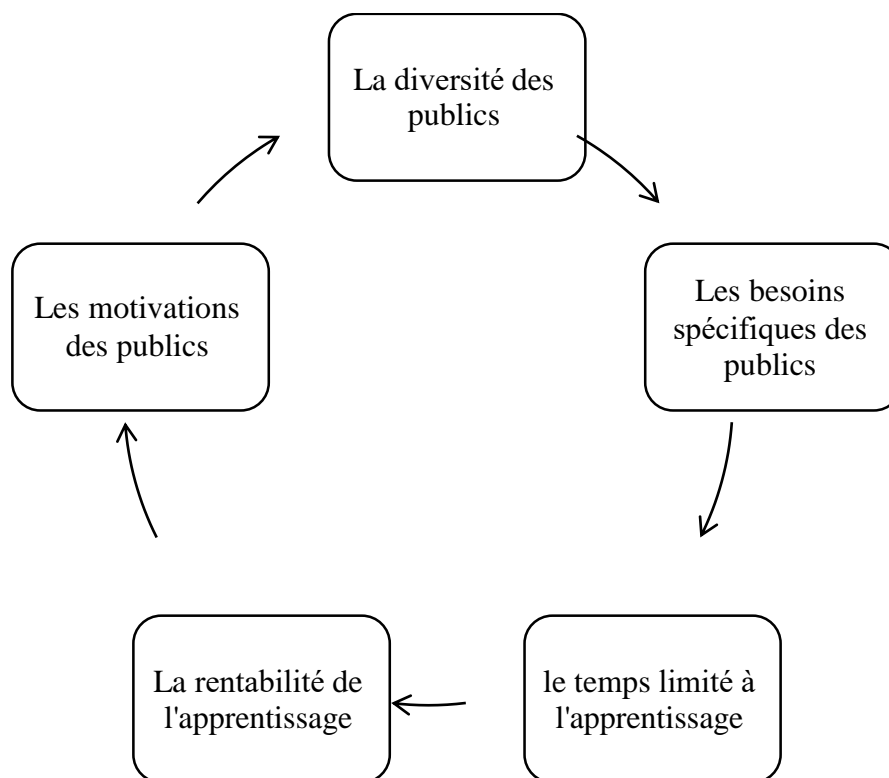 La diversité des
publics
Les besoins
spécifiques des
publics
le temps limité à
l'apprentissage
La rentabilité de
l'apprentissage
Les motivations
des publics